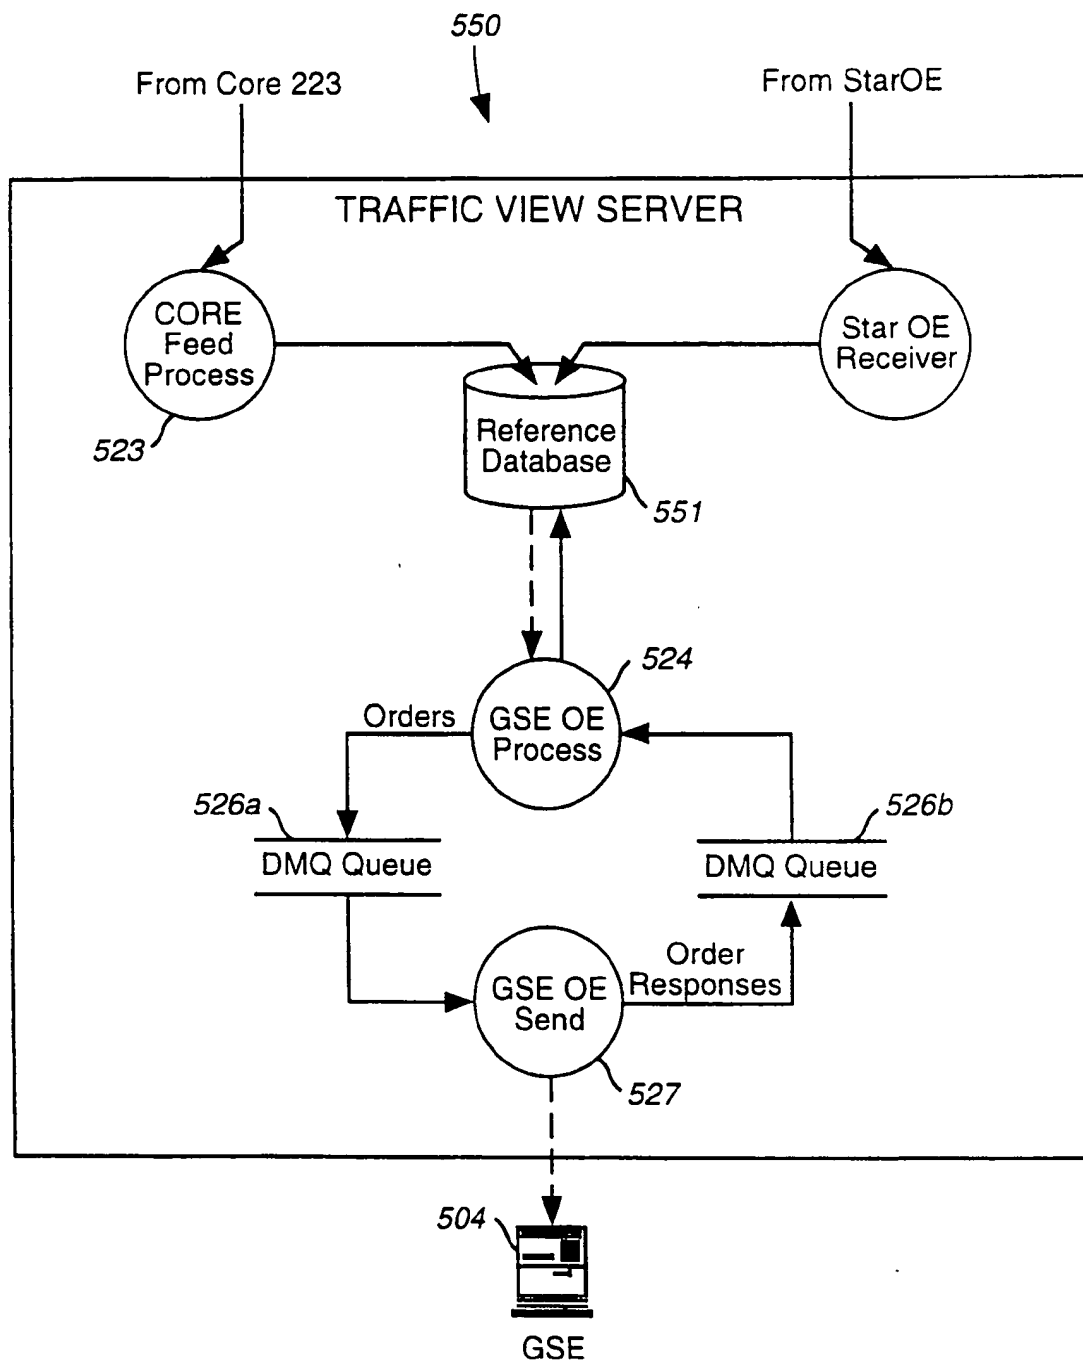 550
From Core 223
From StarOE
TRAFFIC VIEW SERVER
CORE
Feed
Process
523
Star OE
Receiver
Reference
Database
551
524
GSE OE
Process
Orders
526a
DMQ Queue
526b
DMQ Queue
GSE OE
Send
Order
Responses
527
504
GSE